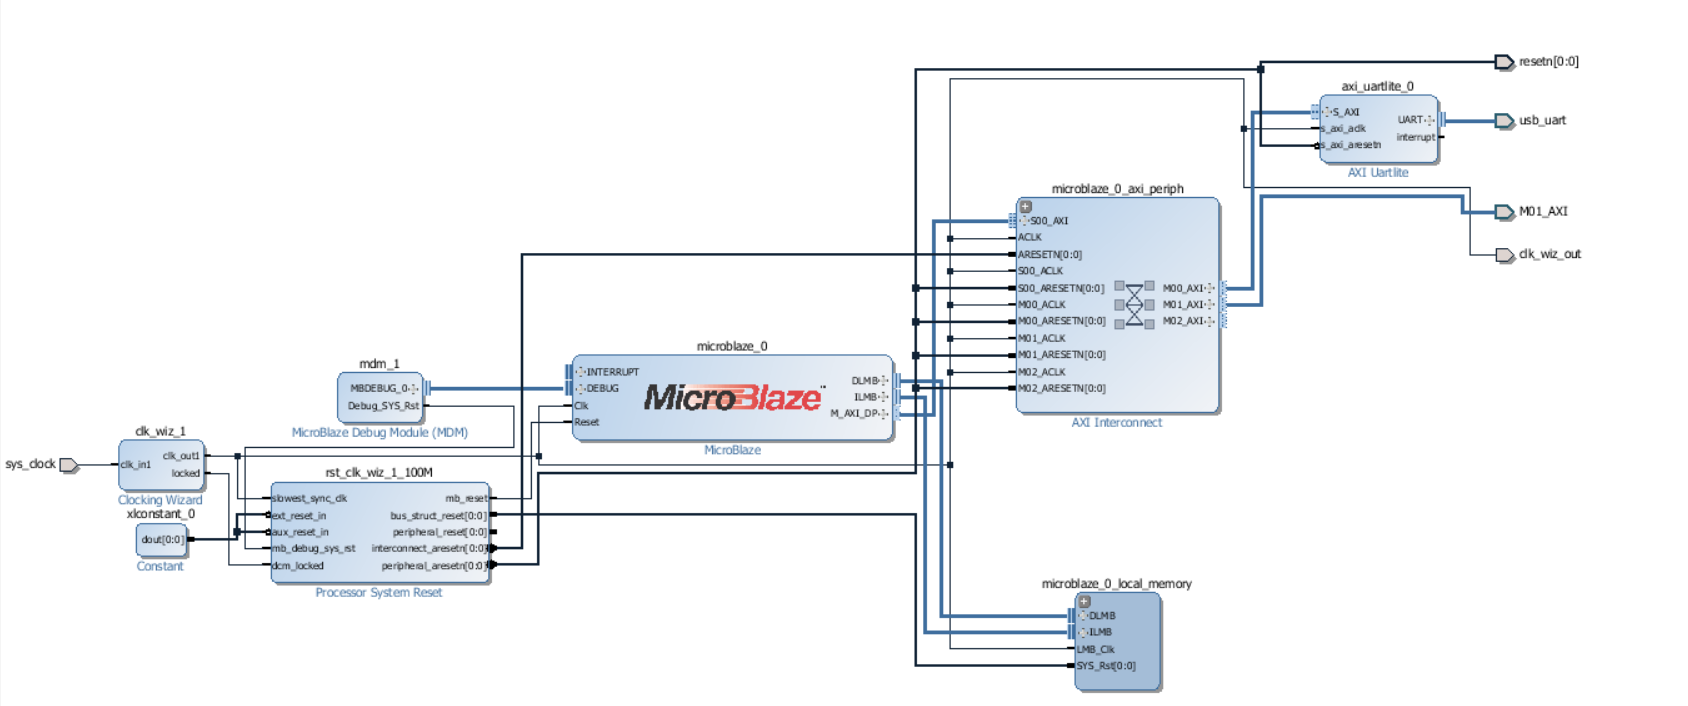 resetn[0:0]
axi_uartlite_0
S_AXI
s_axi_aclk
s_axi_aresetn
UART
interrupt
AXI Uartlite
usb_uart
M01_AXI
clk_wiz_out
microblaze_0_axi_periph
S00_AXI
ACLK
ARESETN[0:0]
S00_ACLK
S00_ARESETN[0:0]
M00_ACLK
M00_ARESETN[0:0]
M01_ACLK
M01_ARESETN[0:0]
M02_ACLK
M02_ARESETN[0:0]
M00_AXI
M01_AXI
M02_AXI
AXI Interconnect
microblaze_0
INTERRUPT
DEBUG
Clk
Reset
MicroBlaze™
DLMB
ILMB
M_AXI_DP
MicroBlaze
mdm_1
MBDEBUG_0
Debug_SYS_Rst
MicroBlaze Debug Module (MDM)
sys_clock
clk_wiz_1
clk_in1
clk_out1
locked
Clocking Wizard
xlconstant_0
dout[0:0]
Constant
rst_clk_wiz_1_100M
slowest_sync_clk
ext_reset_in
aux_reset_in
mb_debug_sys_rst
dcm_locked
mb_reset
bus_struct_reset[0:0]
peripheral_reset[0:0]
interconnect_aresetn[0:0]
peripheral_aresetn[0:0]
Processor System Reset
microblaze_0_local_memory
DLMB
ILMB
LMB_Clk
SYS_Rst[0:0]